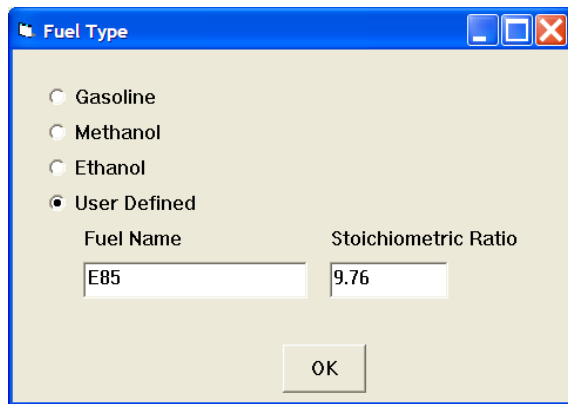 Fuel Type
Gasoline
Methanol
Ethanol
User Defined
Fuel Name Stoichiometric Ratio
E85 9.76
OK